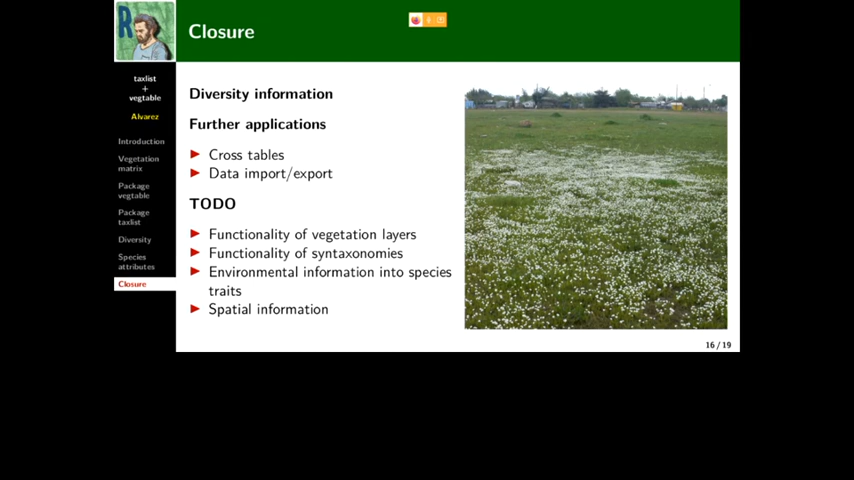 R
Closure
taxlist
+
vegtable
Alvarez
Introduction
Vegetation
matrix
Package
vegtable
Package
taxlist
Diversity
Species
attributes
Closure
Diversity information
Further applications
Cross tables
Data import/export
TODO
Functionality of vegetation layers
Functionality of syntaxonomies
Environmental information into species
traits
Spatial information
16 / 19